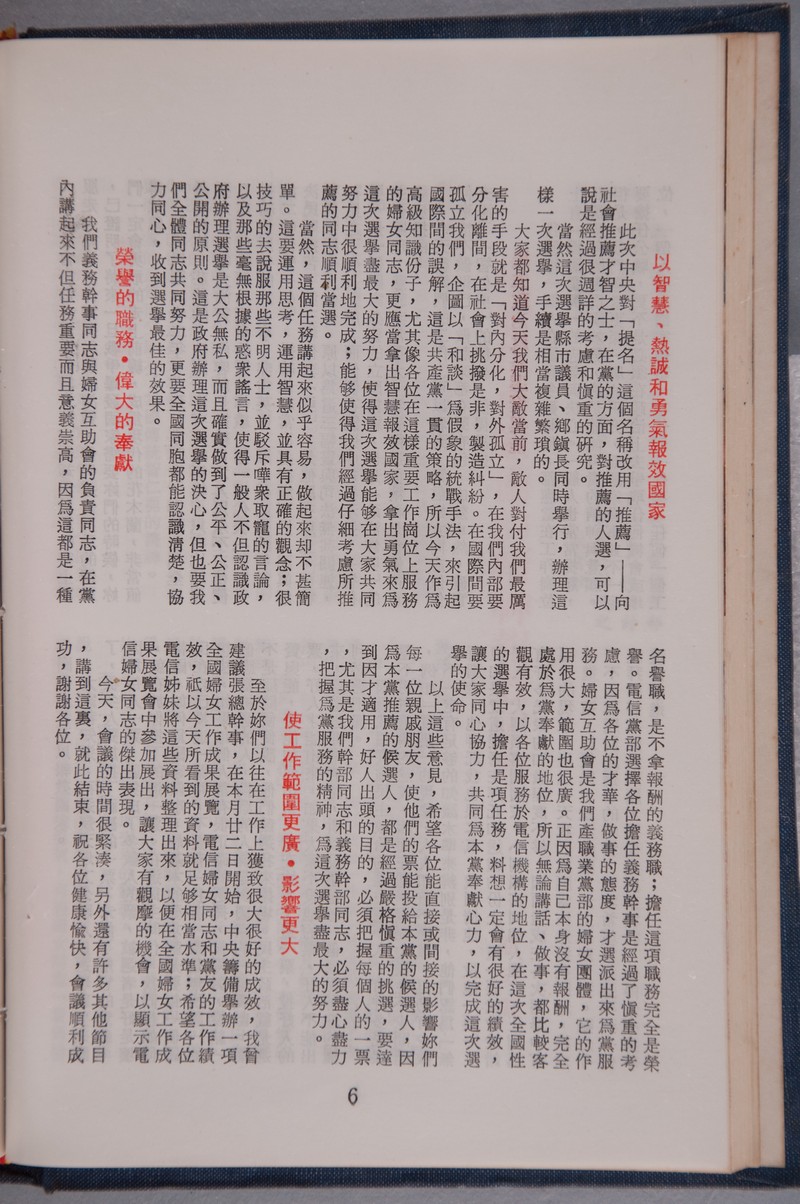 以智慧、熱誠和勇氣報效國家
此次中央對「提名」這個名稱改用「推薦」——向
社會推薦才智之士，在黨的方面，對推薦的人選，可以
說是經過很週詳的考慮和愼重的研究。
當然這次選擧縣市議員、鄉鎭長同時擧行，辦理這
樣一次選擧，手續是相當複雜繁瑣的。
大家都知道今天我們大敵當前，敵人對付我們最厲
害的手段就是「對內分化，對外孤立」，在我們內部要
分化離間，在社會上挑撥是非，製造糾紛。在國際間要
孤立我們，企圖以「和談」爲假象的統戰手法，來引起
國際間的誤解，這是共產黨一貫的策略，所以今天作爲
高級知識份子，尤其像各位在這樣重要工作崗位上服務
的婦女同志，更應當拿出智慧報效國家，拿出勇氣來爲
這次選擧盡最大的努力，使得這次選擧能够在大家共同
努力中很順利地完成；能够使得我們經過仔細考慮所推
薦的同志順利當選。
當然，這個任務講起來似乎容易，做起來却不甚簡
單。這要運用思考，運用智慧，並具有正確的觀念；很
技巧的去說服那些不明人士，並駁斥嘩衆取寵的言論，
以及那些毫無根據的惑衆謠言，使得一般人不但認識政
府辦理選擧是大公無私，而且確實做到了公平、公正、
公開的原則。這是政府辦理這次選擧的決心，但也要我
們全體同志共同努力，更要全國同胞都能認識清楚，協
力同心，收到選擧最佳的效果。
榮譽的職務•偉大的奉獻
我們義務幹事同志與婦女互助會的負責同志，在黨
內講起來不但任務重要而且意義崇高，因爲這都是一種
名譽職，是不拿報酬的義務職；擔任這項職務完全是榮
譽。電信黨部選擇各位擔任義務幹事是經過了愼重的考
慮，因爲各位的才華，做事的態度，才選派出來爲黨服
務。婦女互助會是我們產職業黨部的婦女團體，它的作
用很大，範圍也很廣。正因爲自己本身沒有報酬，完全
處於爲黨奉獻的地位，所以無論講話、做事，都比較客
觀有效，以各位服務於電信機構的地位，在這次全國性
的選擧中，擔任是項任務，料想一定會有很好的績效，
讓大家同心協力，共同爲本黨奉獻心力，以完成這次選
擧的使命。
以上這些意見，希望各位能直接或間接的影響妳們
每一位親戚朋友，使他們的票能投給本黨的候選人，因
爲本黨推薦的候選人，都是經過嚴格愼重的挑選，要達
到因才適用，好人出頭的目的，必須把握每個人的一票
，尤其是我們幹部同志和義務幹部同志，必須盡心盡力
，把握爲黨服務的精神，爲這次選擧盡最大的努力。
使工作範圍更廣•影響更大
至於妳們以往在工作上獲致很大很好的成效，我曾
建議張總幹事，在本月廿二日開始，中央籌備擧辦一項
全國婦女工作成果展覽，電信婦女同志和黨友的工作績
效，祇以今天所看到的資料就足够相當水準；希望各位
電信姊妹將這些資料整理出來，以便在全國婦女工作成
果展覽會中參加展出，讓大家有觀摩的機會，以顯示電
信婦女同志的傑出表現。
今天，會議的時間很緊湊，另外還有許多其他節目
，講到這裏，就此結束，祝各位健康愉快，會議順利成
功，謝謝各位。
6